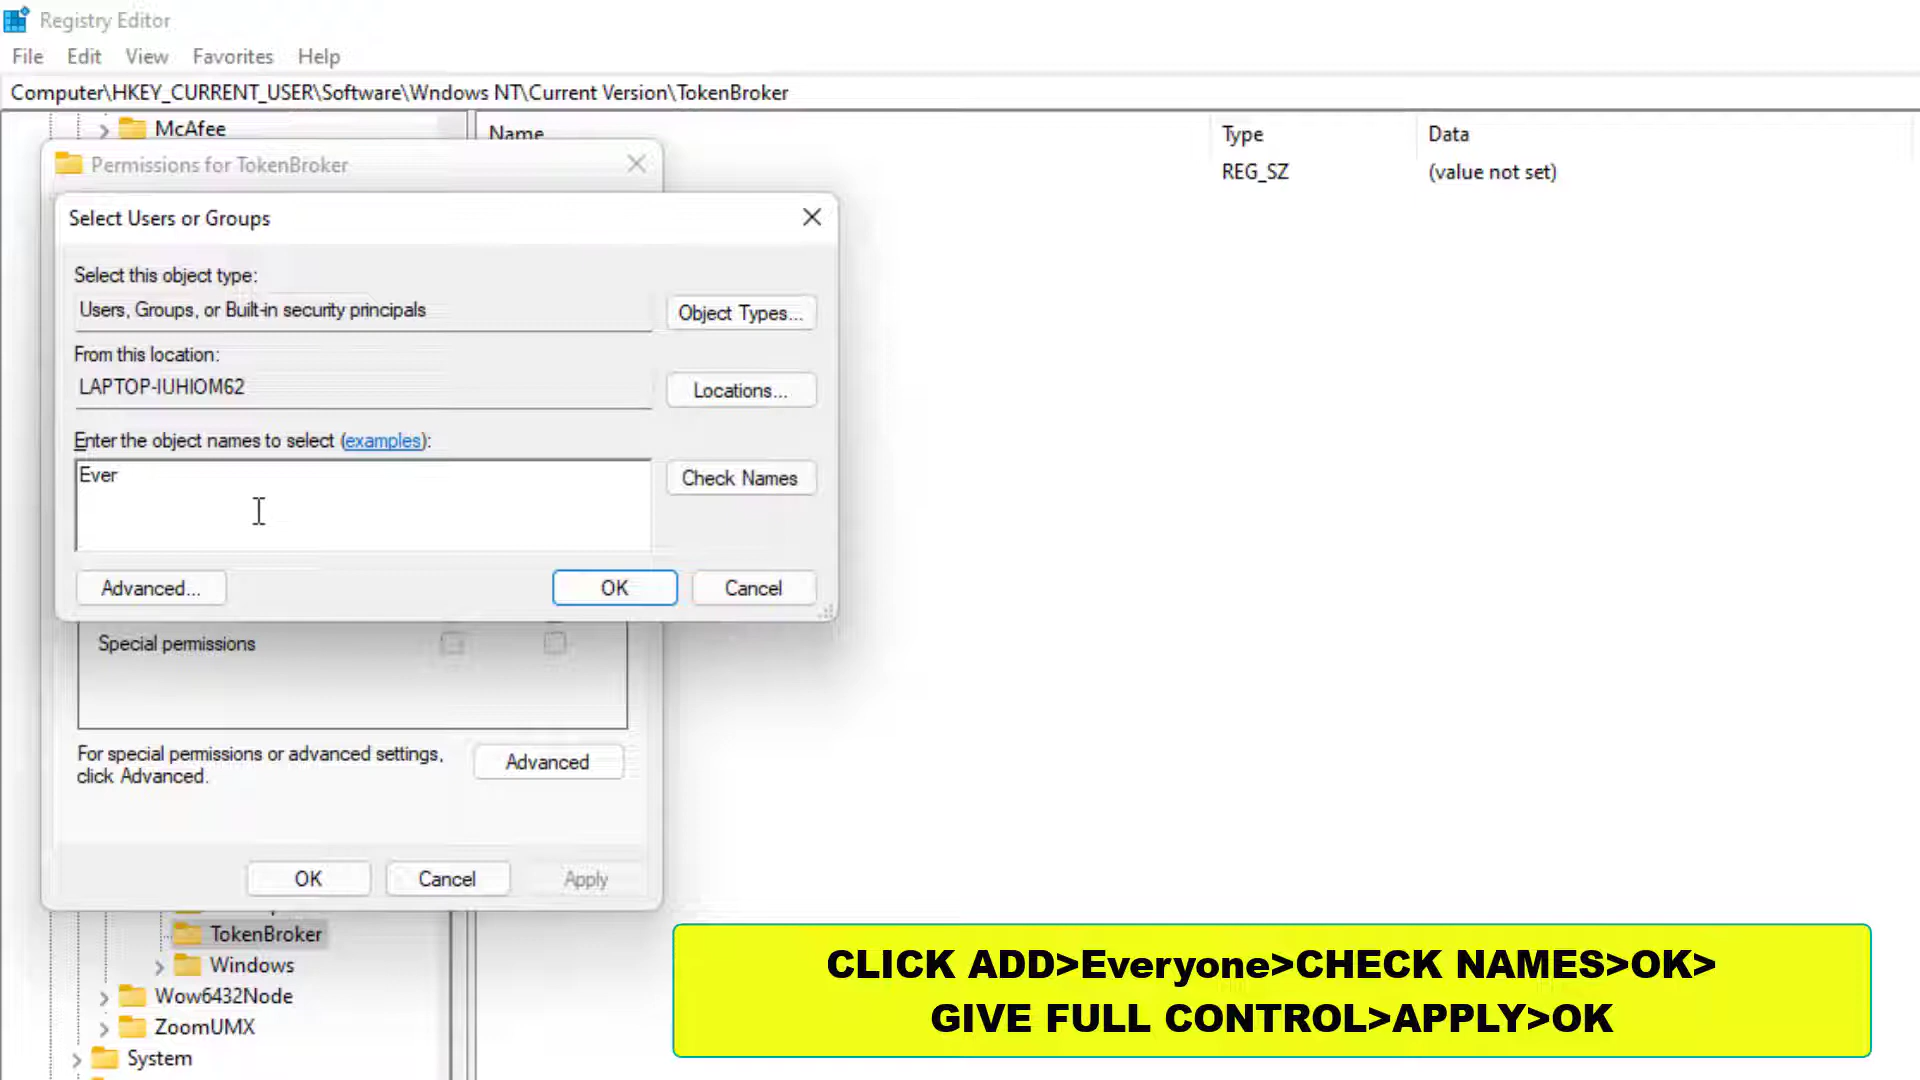 Registry Editor
File Edit View Favorites Help
Computer\HKEY_CURRENT_USER\Software\Wndows NT\Current Version\TokenBroker
McAfee
Name Type Data
REG_SZ (value not set)
Permissions for TokenBroker
Select Users or Groups
Select this object type:
Users, Groups, or Built-in security principals
Object Types...
From this location:
LAPTOP-IUHIOM62
Locations...
Enter the object names to select (examples):
Ever
Check Names
Advanced...
OK
Cancel
Special permissions
For special permissions or advanced settings,
click Advanced.
Advanced
OK
Cancel
Apply
TokenBroker
Windows
Wow6432Node
ZoomUMX
System
CLICK ADD>Everyone>CHECK NAMES>OK>
GIVE FULL CONTROL>APPLY>OK